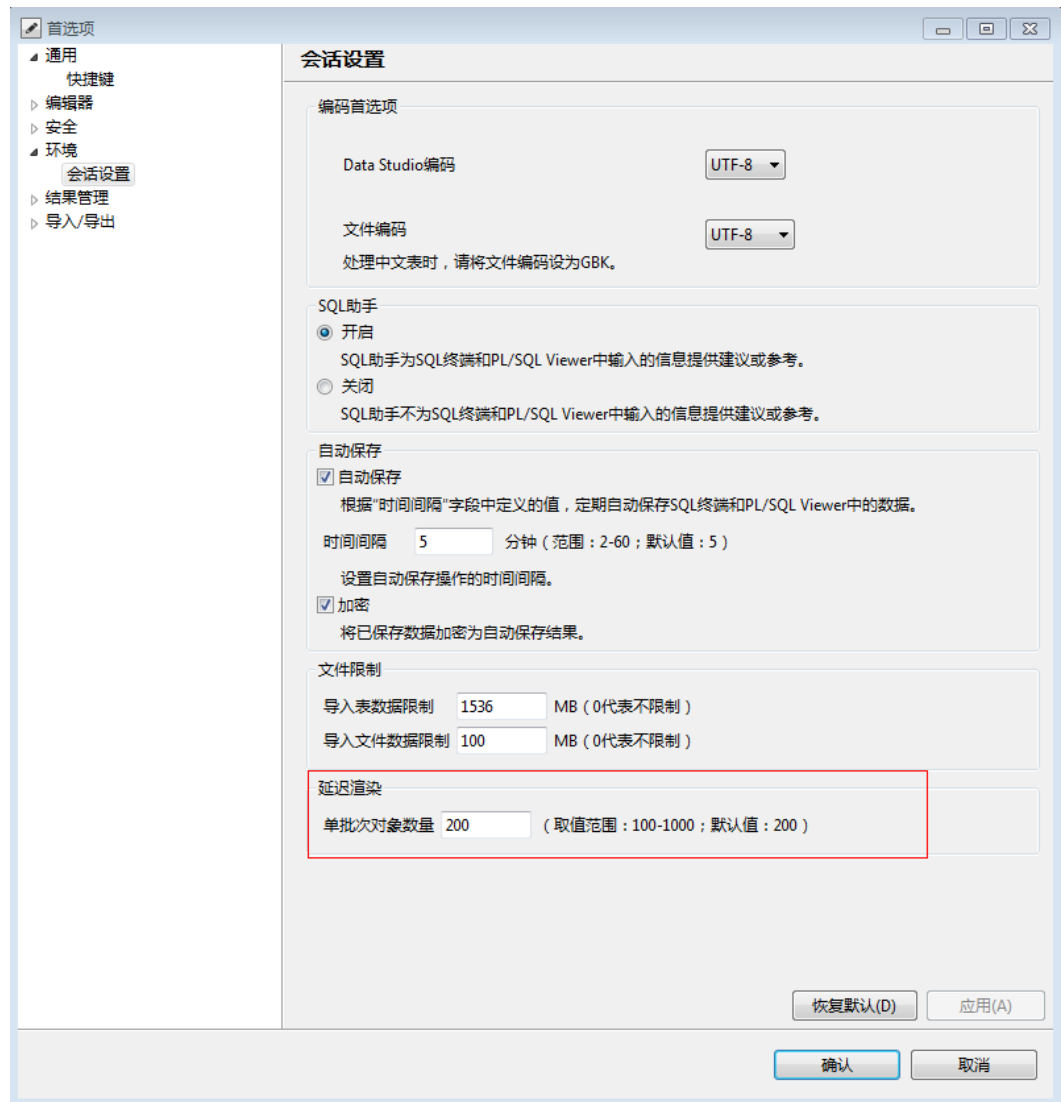 首选项
通用
快捷键
编辑器
安全
环境
会话设置
结果管理
导入/导出
会话设置
编码首选项
Data Studio编码 UTF-8
文件编码 UTF-8
处理中文表时，请将文件编码设为GBK。
SQL助手
开启
SQL助手为SQL终端和PL/SQL Viewer中输入的信息提供建议或参考。
关闭
SQL助手不为SQL终端和PL/SQL Viewer中输入的信息提供建议或参考。
自动保存
自动保存
根据"时间间隔"字段中定义的值，定期自动保存SQL终端和PL/SQL Viewer中的数据。
时间间隔 5 分钟（范围：2-60；默认值：5）
设置自动保存操作的时间间隔。
加密
将已保存数据加密为自动保存结果。
文件限制
导入表数据限制 1536 MB（0代表不限制）
导入文件数据限制 100 MB（0代表不限制）
延迟渲染
单批次对象数量 200 （取值范围：100-1000；默认值：200）
恢复默认(D) 应用(A)
确认 取消